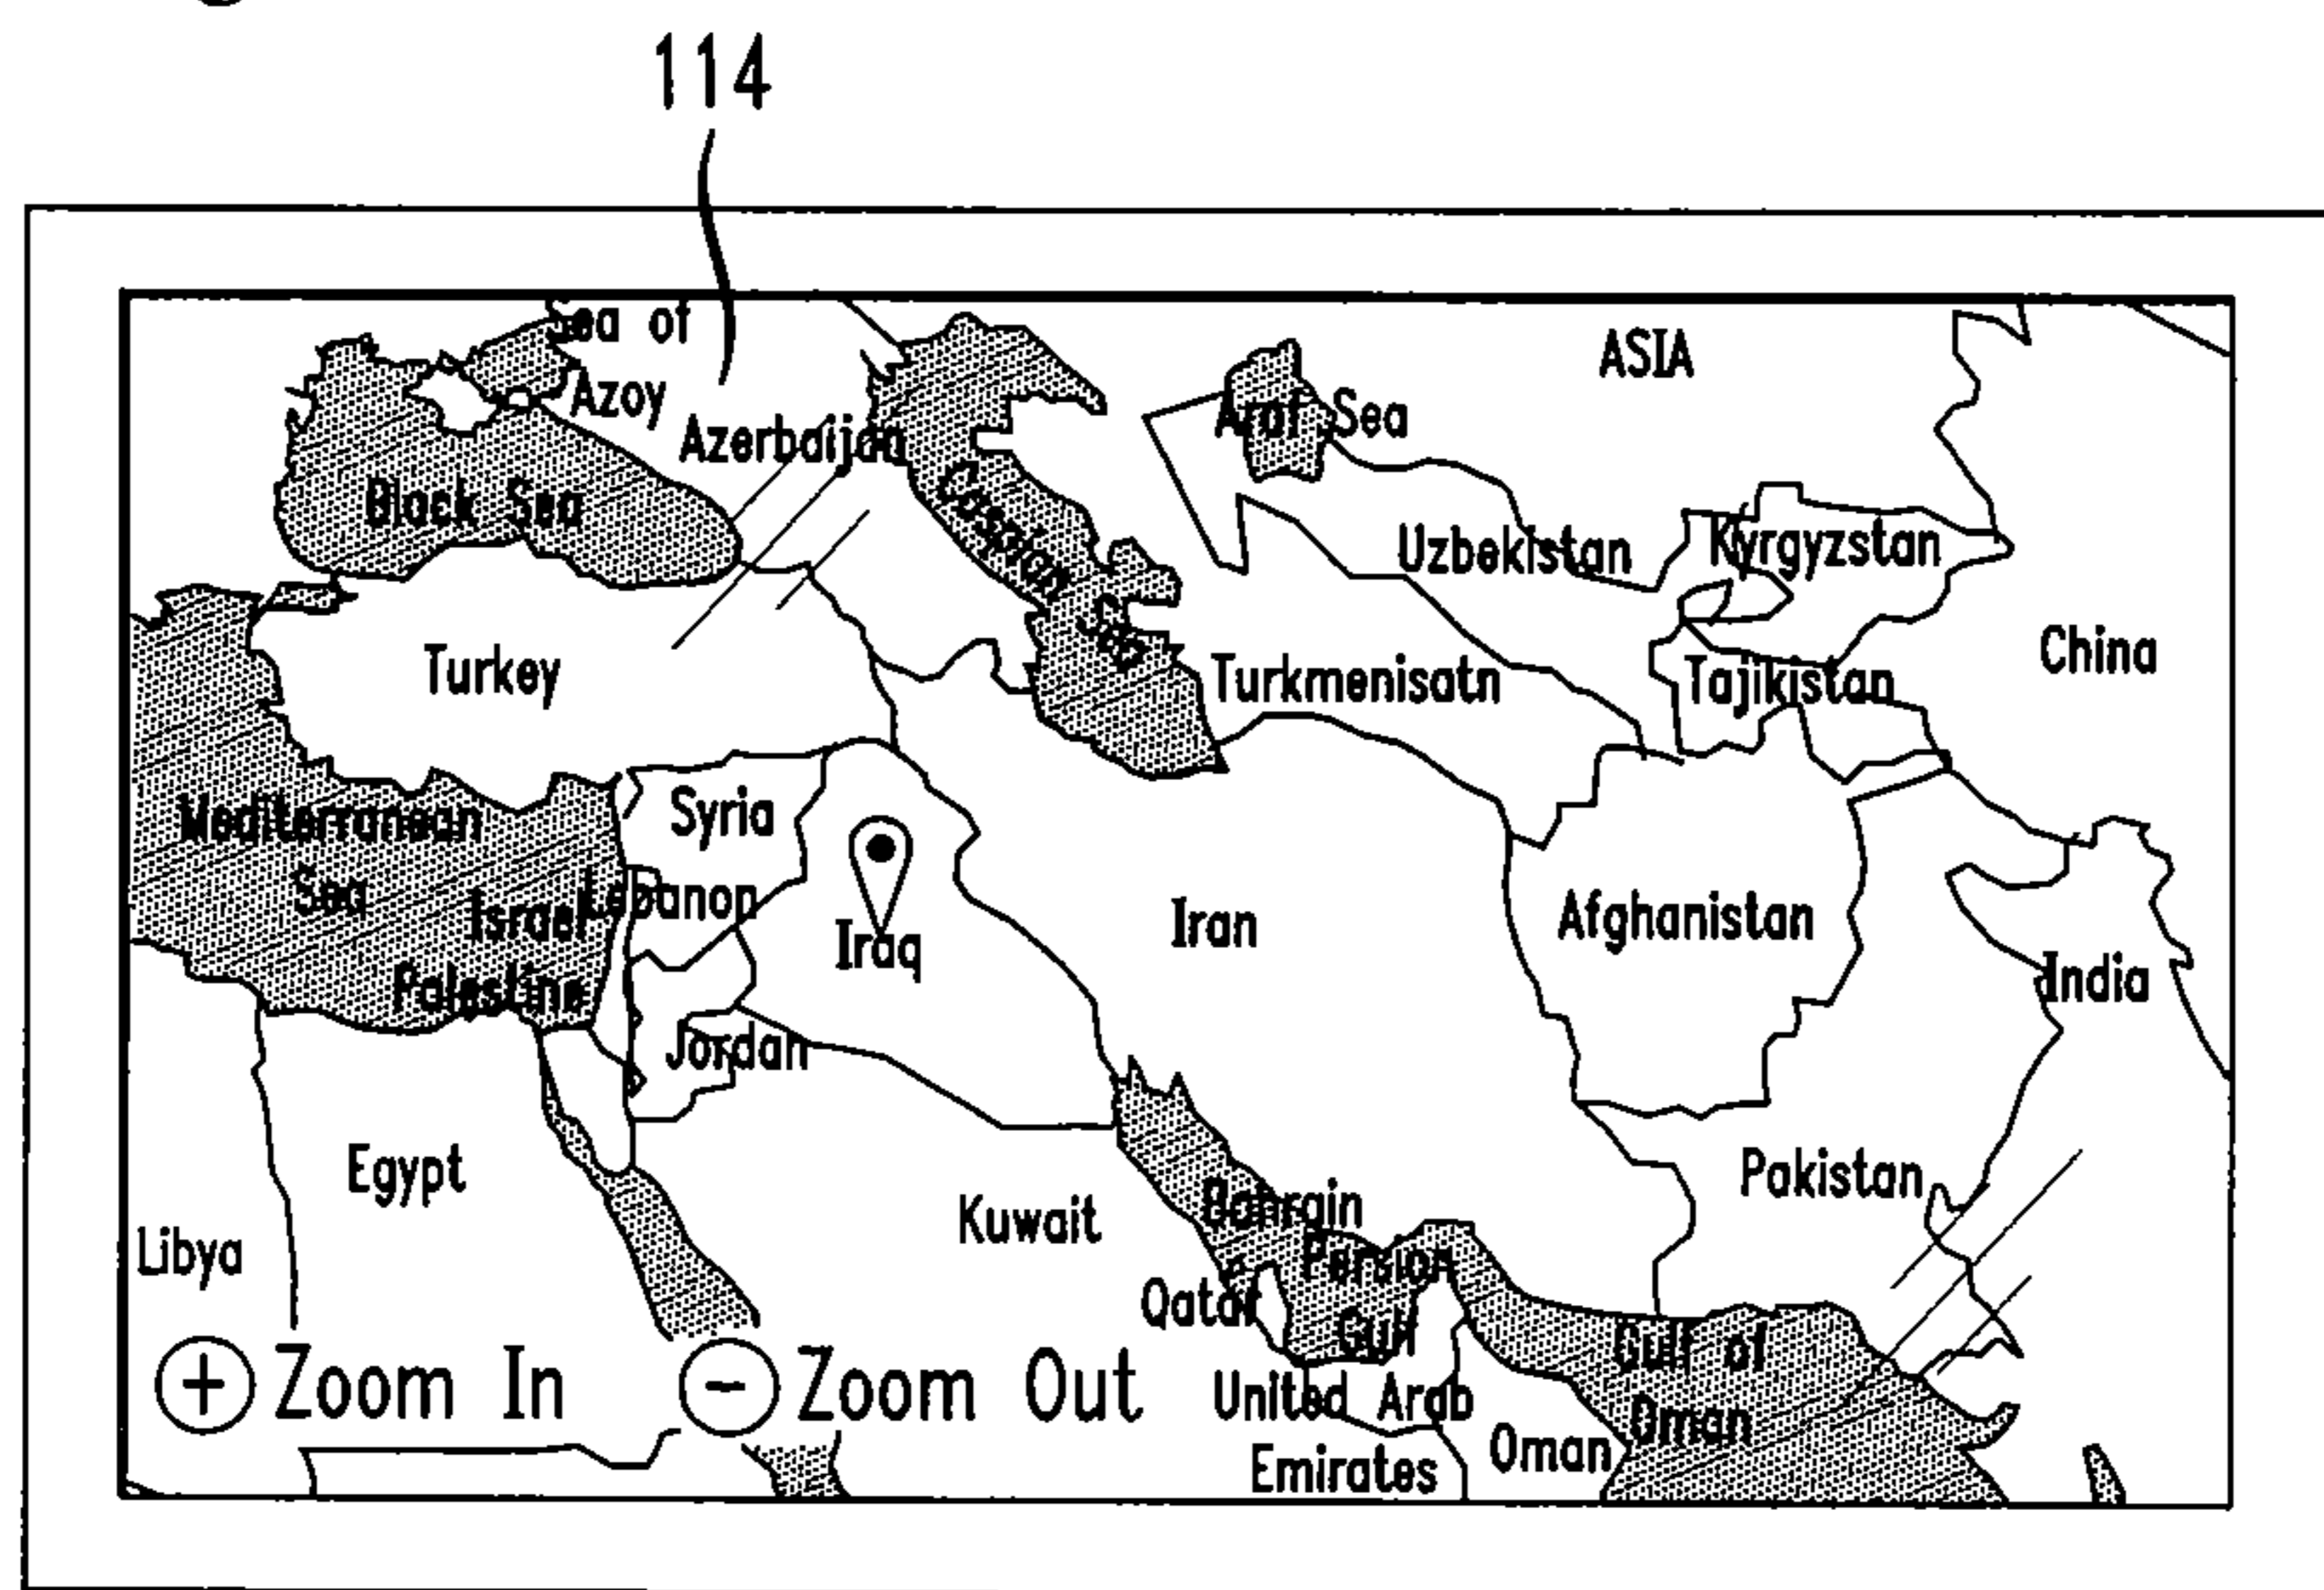 114
Sea of
Azoy
ASIA
Azerbaijan
Araf Sea
Black Sea
Caspian Sea
Uzbekistan
Kyrgyzstan
China
Turkey
Turkmenisatn
Tajikistan
Mediterranean
Sea
Syria
Lebanon
Israel
Iraq
Iran
Afghanistan
India
Palestine
Jordan
Egypt
Pakistan
Kuwait
Bahrain
Libya
Persion
Gulf
Qatar
Gulf of
Oman
United Arab
Emirates
Oman
+ Zoom In
− Zoom Out